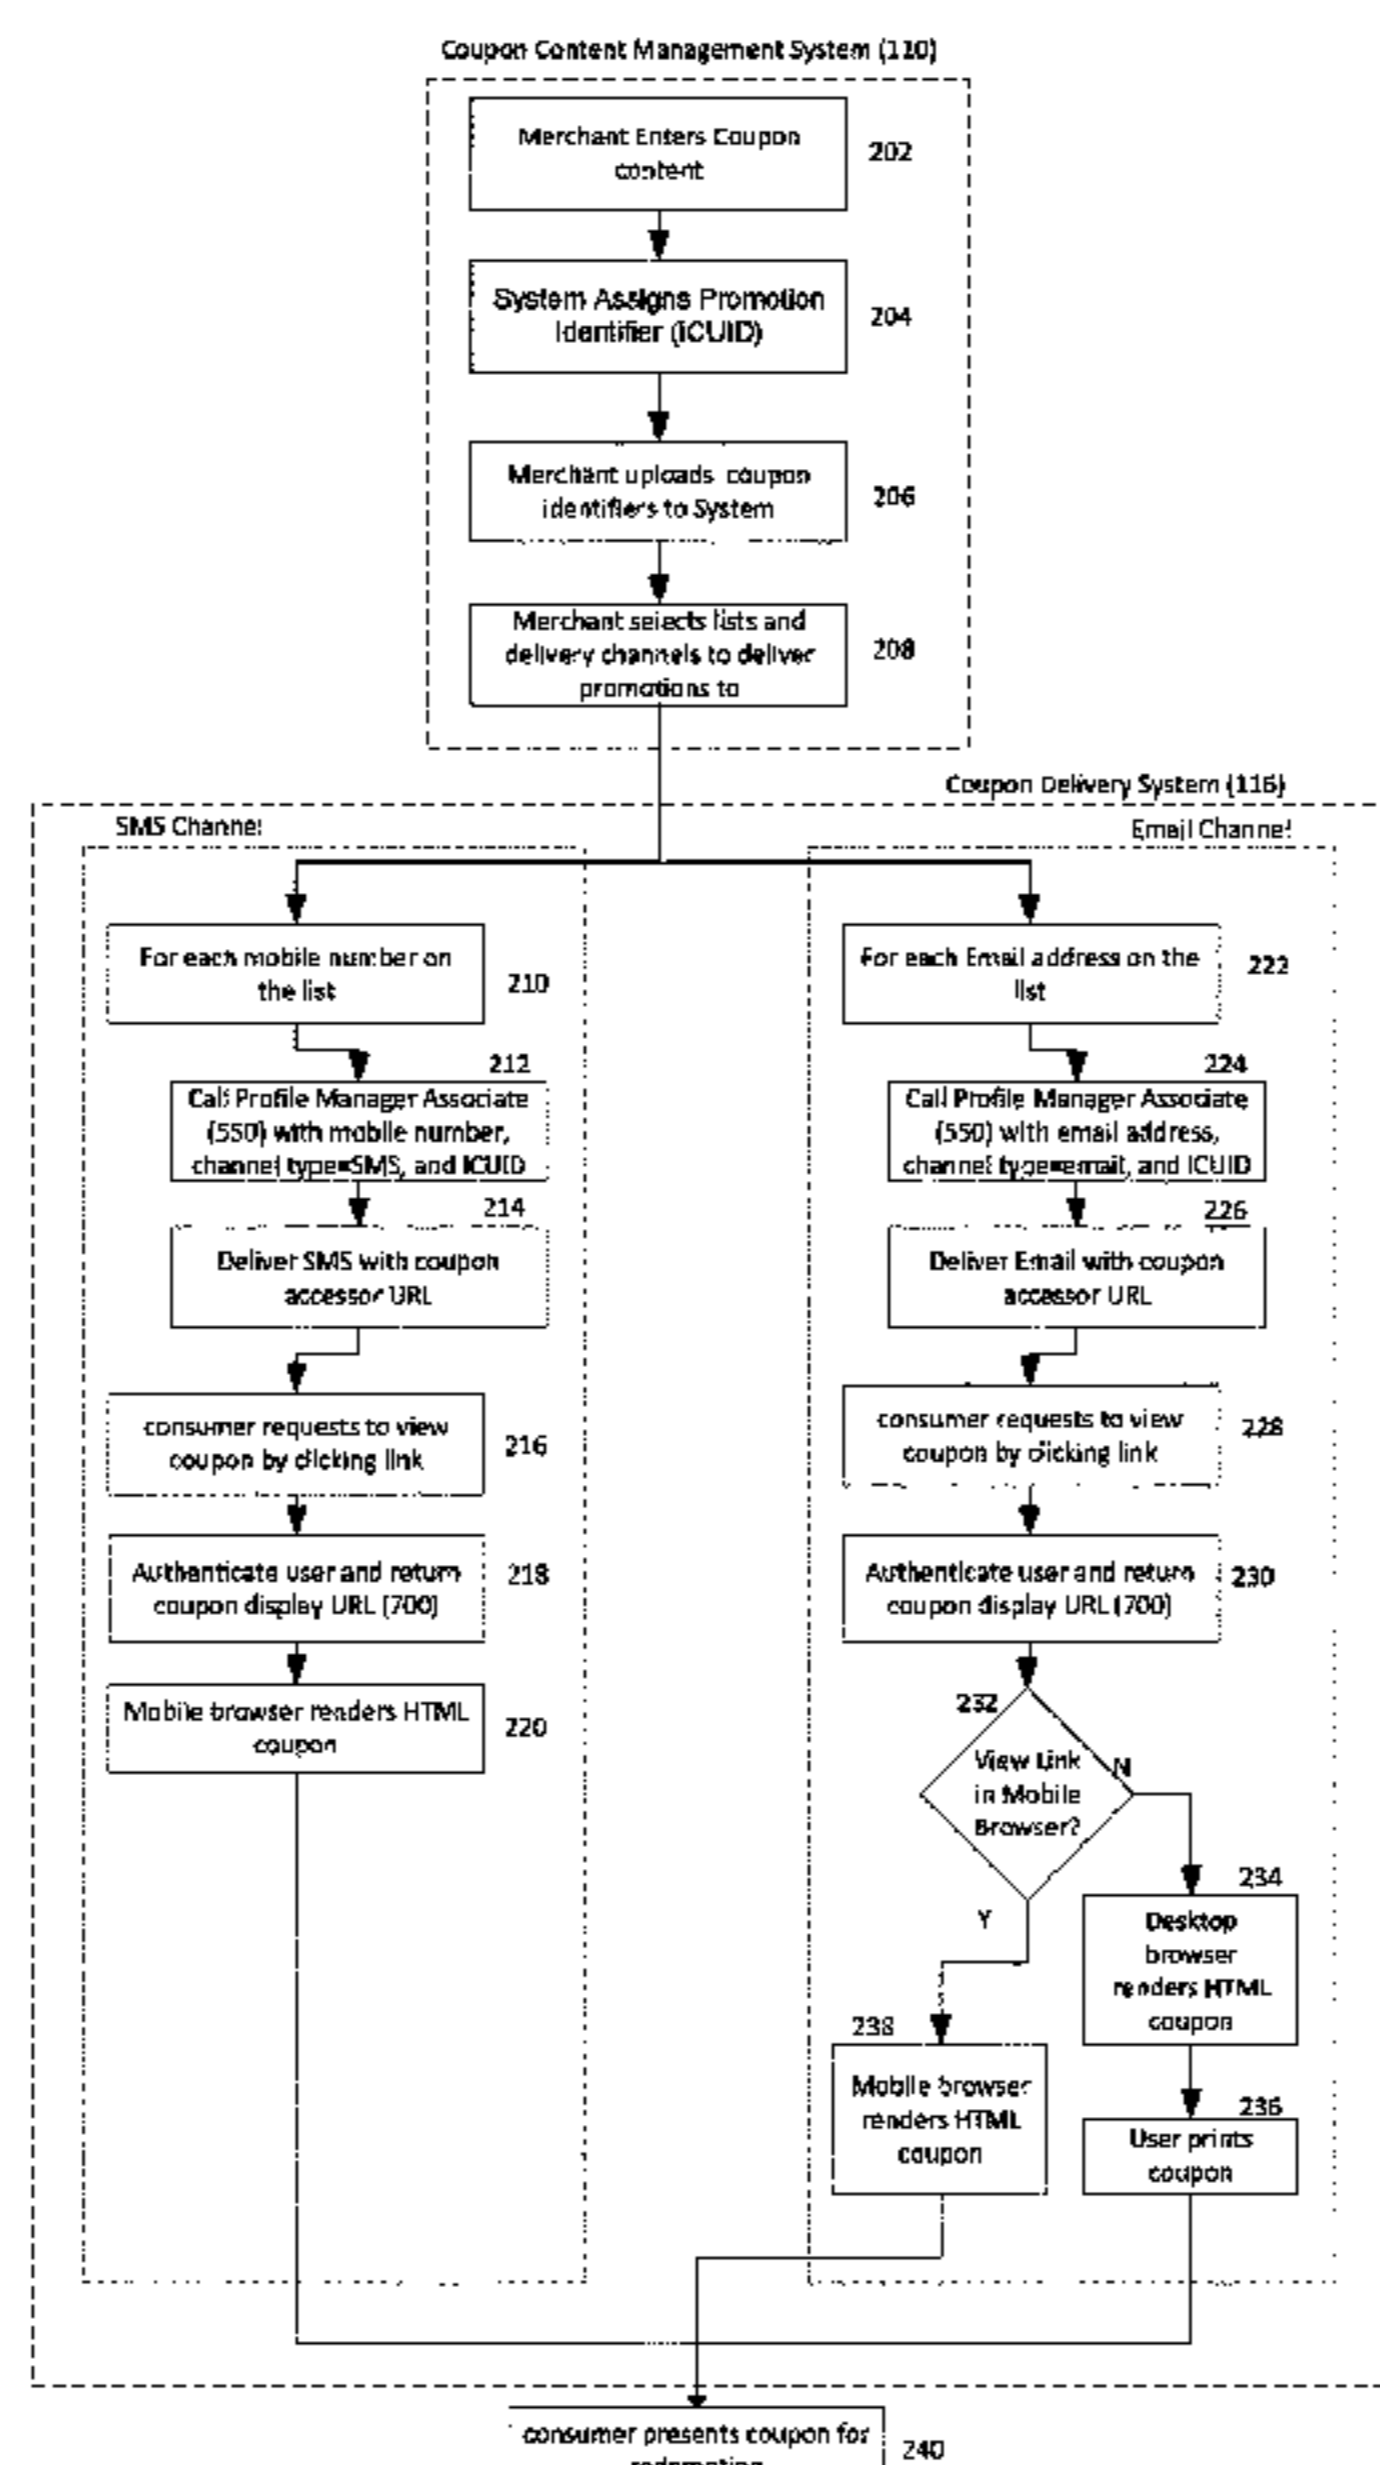 Coupon Content Management System (110)
Merchant Enters Coupon
content
202
System Assigns Promotion
Identifier (iCUID)
204
Merchant uploads coupon
identifiers to System
206
Merchant selects lists and
delivery channels to deliver
promotions to
208
Coupon Delivery System (116)
SMS Channel
Email Channel
For each mobile number on
the list
210
212
Call Profile Manager Associate
(550) with mobile number,
channel type=SMS, and ICUID
214
Deliver SMS with coupon
accessor URL
consumer requests to view
coupon by clicking link
216
Authenticate user and return
coupon display URL (700)
218
Mobile browser renders HTML
coupon
220
For each Email address on the
list
222
224
Call Profile Manager Associate
(550) with email address,
channel type=email, and ICUID
226
Deliver Email with coupon
accessor URL
consumer requests to view
coupon by clicking link
228
Authenticate user and return
coupon display URL (700)
230
232
View Link
in Mobile
Browser?
N
Y
234
Desktop
browser
renders HTML
coupon
236
User prints
coupon
238
Mobile browser
renders HTML
coupon
consumer presents coupon for
240